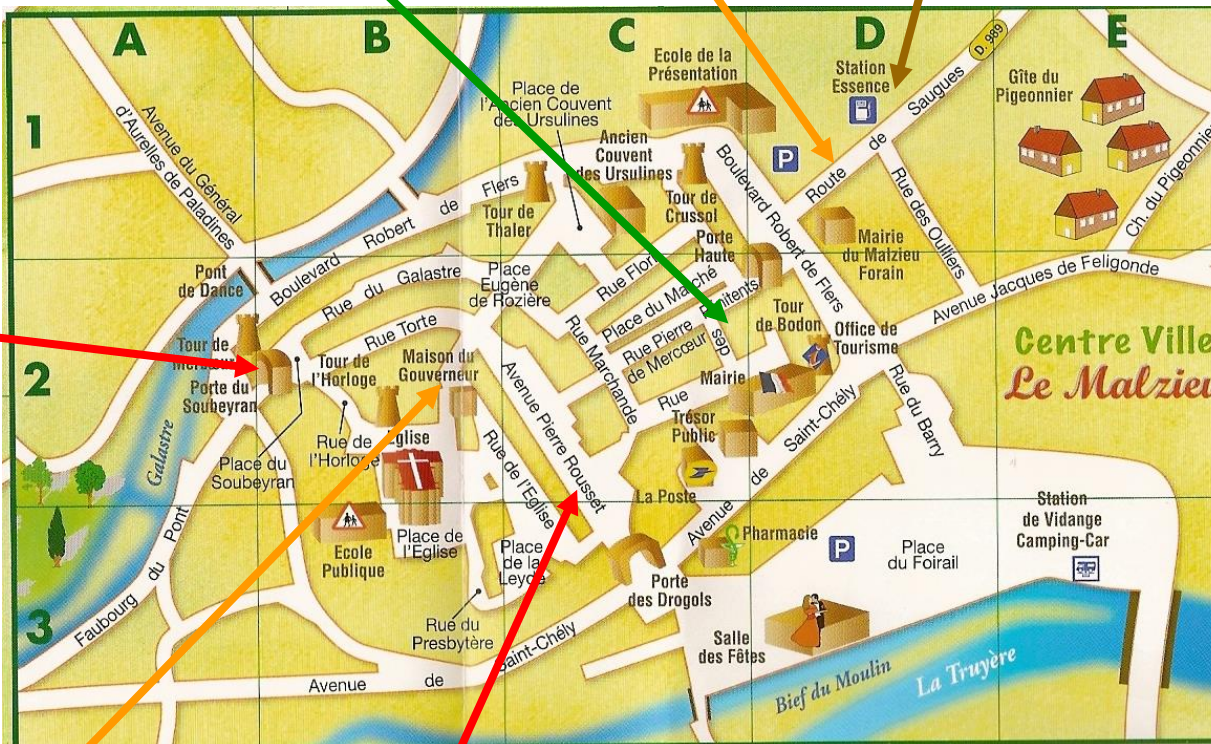 A
B
C
D
E
1
2
3
Avenue du Général
d'Aurelles de Paladines
Place de
l'Ancien Couvent
des Ursulines
Ecole de la
Présentation
Station
Essence
P
D. 989
Route de Saugues
Gîte du
Pigeonnier
Ch. du Pigeonnier
Ancien
Couvent
des Ursulines
Tour de
Thaler
Tour de
Crussol
Boulevard Robert de Flers
Boulevard Robert de Flers
Rue des Oulliers
Mairie
du Malzieu
Forain
Avenue Jacques de Feligonde
Pont
de Dance
Rue du Galastre
Place
Eugène
de Rozière
Porte
Haute
Rue Flor
Place du Marché
Rue Pierre
de Mercœur
Rue des
Rue Torte
Rue Marchande
Tour
de Bodon
Office de
Tourisme
Centre Ville
Le Malzieu
Tour de
Porte du
Soubeyran
Tour de
l'Horloge
Maison du
Gouverneur
Avenue Pierre Rousset
Mairie
Trésor
Public
Rue du Barry
Galastre
Place du
Soubeyran
Rue de
l'Horloge
Eglise
Rue de l'Eglise
La Poste
Avenue de Saint-Chély
Pharmacie
P
Place
du Foirail
Station
de Vidange
Camping-Car
Ecole
Publique
Place de
l'Eglise
Place
de la
Leyde
Porte
des Drogols
Faubourg du Pont
Rue du
Presbytère
Salle
des Fêtes
Avenue de Saint-Chély
Bief du Moulin
La Truyère